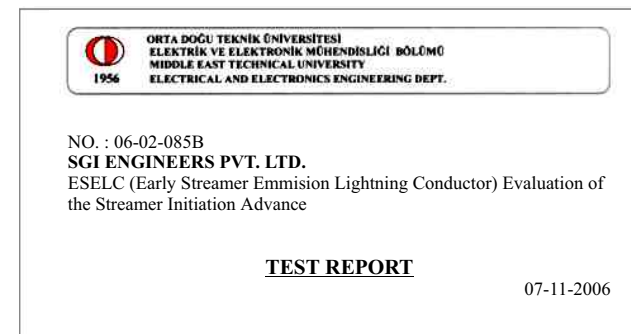 ORTA DOĞU TEKNİK ÜNİVERSİTESİ
ELEKTRİK VE ELEKTRONİK MÜHENDİSLİĞİ BÖLÜMÜ
MIDDLE EAST TECHNICAL UNIVERSITY
1956 ELECTRICAL AND ELECTRONICS ENGINEERING DEPT.
NO. : 06-02-085B
SGI ENGINEERS PVT. LTD.
ESELC (Early Streamer Emmision Lightning Conductor) Evaluation of
the Streamer Initiation Advance
TEST REPORT
07-11-2006